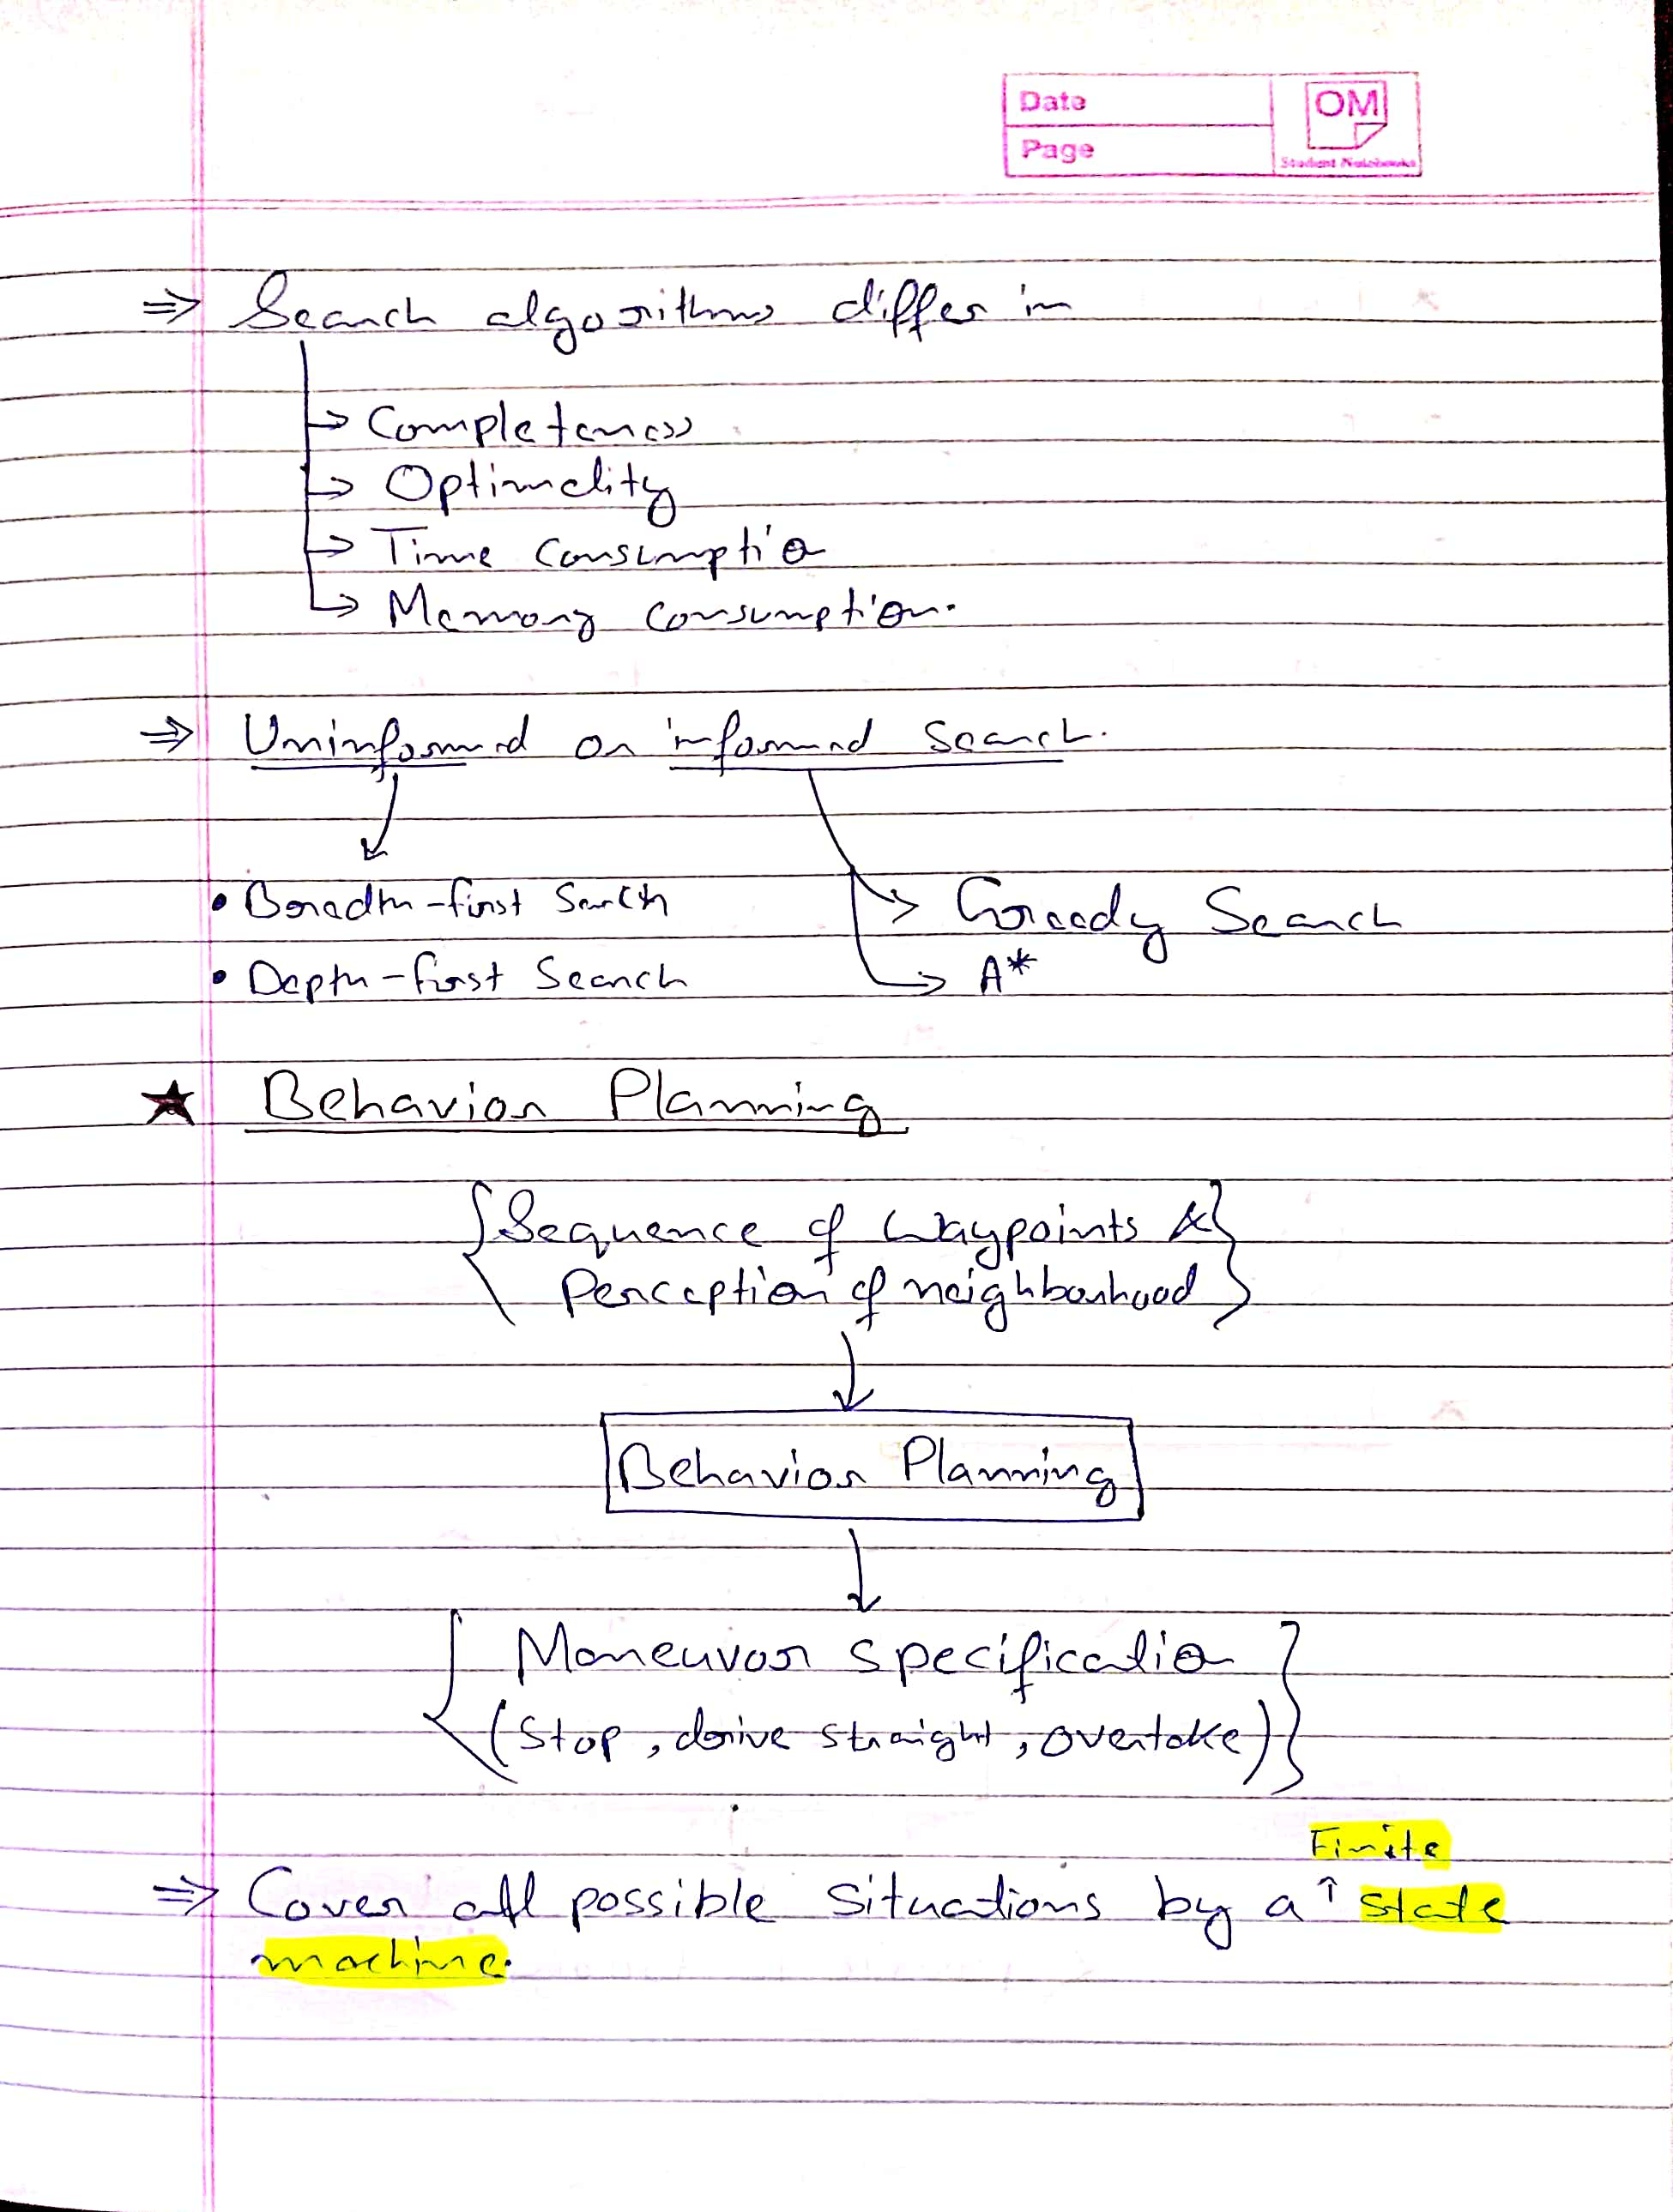 Date
OM
Page
Student Notebooks
⇒ Search algorithms differ in
→ Completeness
→ Optimality
→ Time Consumption
→ Memory Consumption.
⇒ Uninformed or informed Search.
• Breadth-first Search
→ Greedy Search
• Depth-first Search
→ A*
★ Behavior Planning
{Sequence of Waypoints &}
{Perception of neighbourhood}
Behavior Planning
{Maneuver specification}
(Stop, drive straight, overtake)
Finite
⇒ Cover all possible Situations by a ↑ State
machine.